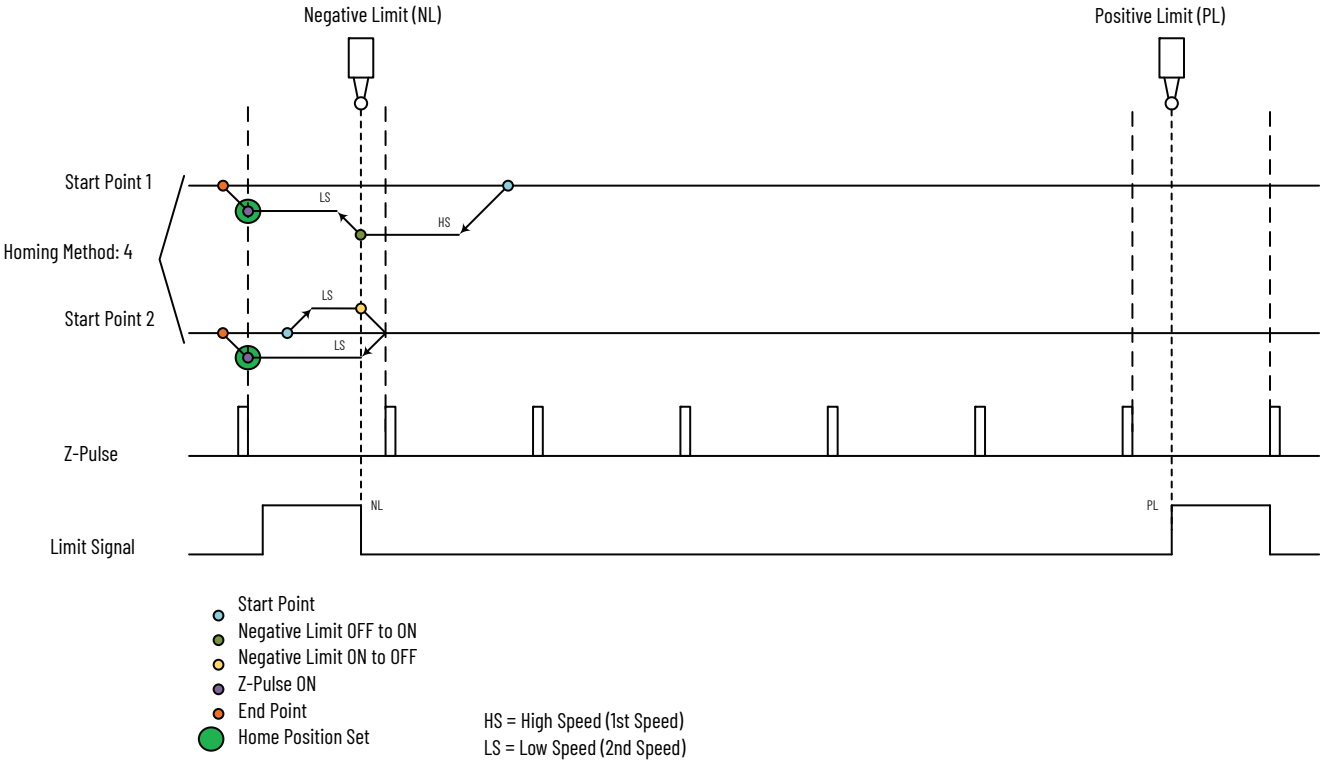 Negative Limit (NL)
Positive Limit (PL)
Start Point 1
LS
HS
Homing Method: 4
LS
Start Point 2
LS
Z-Pulse
NL
PL
Limit Signal
Start Point
Negative Limit OFF to ON
Negative Limit ON to OFF
Z-Pulse ON
End Point
Home Position Set
HS = High Speed (1st Speed)
LS = Low Speed (2nd Speed)